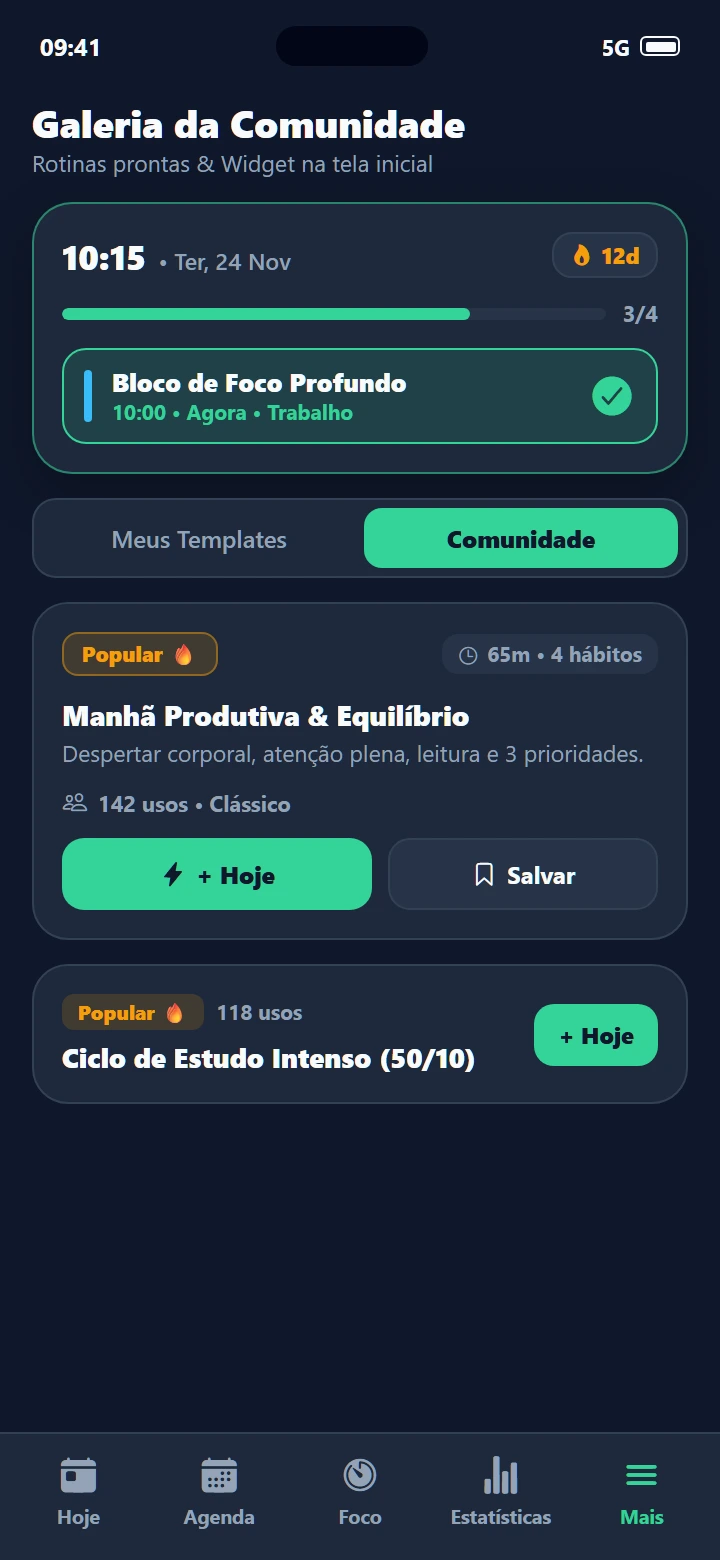 09:41
5G
Galeria da Comunidade
Rotinas prontas & Widget na tela inicial
10:15 • Ter, 24 Nov
12d
3/4
Bloco de Foco Profundo
10:00 • Agora • Trabalho
Meus Templates
Comunidade
Popular 🔥
65m • 4 hábitos
Manhã Produtiva & Equilíbrio
Despertar corporal, atenção plena, leitura e 3 prioridades.
142 usos • Clássico
+ Hoje
Salvar
Popular 🔥 118 usos
Ciclo de Estudo Intenso (50/10)
+ Hoje
Hoje
Agenda
Foco
Estatísticas
Mais